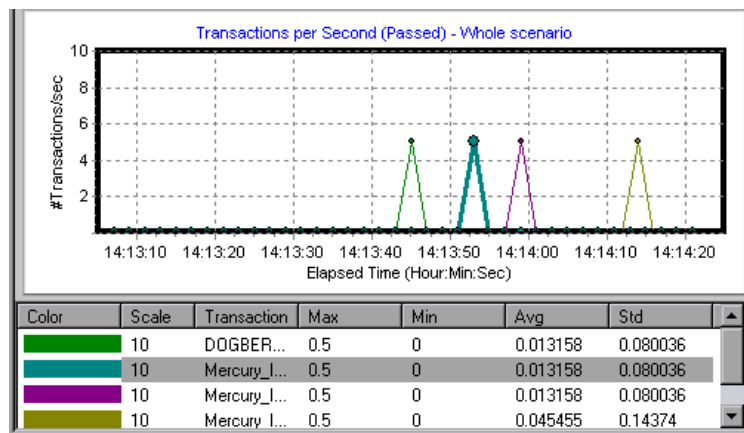 Transactions per Second (Passed) - Whole scenario
10
8
6
4
2
#Transactions/sec
14:13:10 14:13:20 14:13:30 14:13:40 14:13:50 14:14:00 14:14:10 14:14:20
Elapsed Time (Hour:Min:Sec)
Color Scale Transaction Max Min Avg Std
10 DOGBER... 0.5 0 0.013158 0.080036
10 Mercury_I... 0.5 0 0.013158 0.080036
10 Mercury_I... 0.5 0 0.013158 0.080036
10 Mercury_I... 0.5 0 0.045455 0.14374